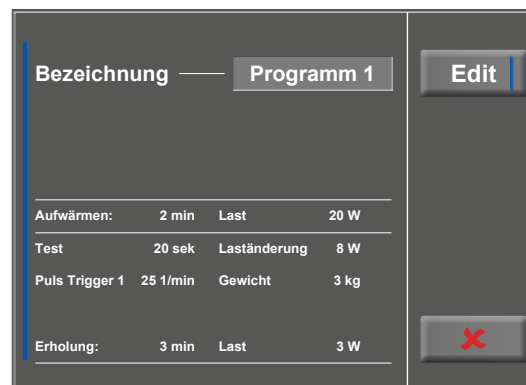 Bezeichnung Programm 1
Edit
Aufwärmen: 2 min Last 20 W
Test 20 sek Laständerung 8 W
Puls Trigger 1 25 1/min Gewicht 3 kg
Erholung: 3 min Last 3 W